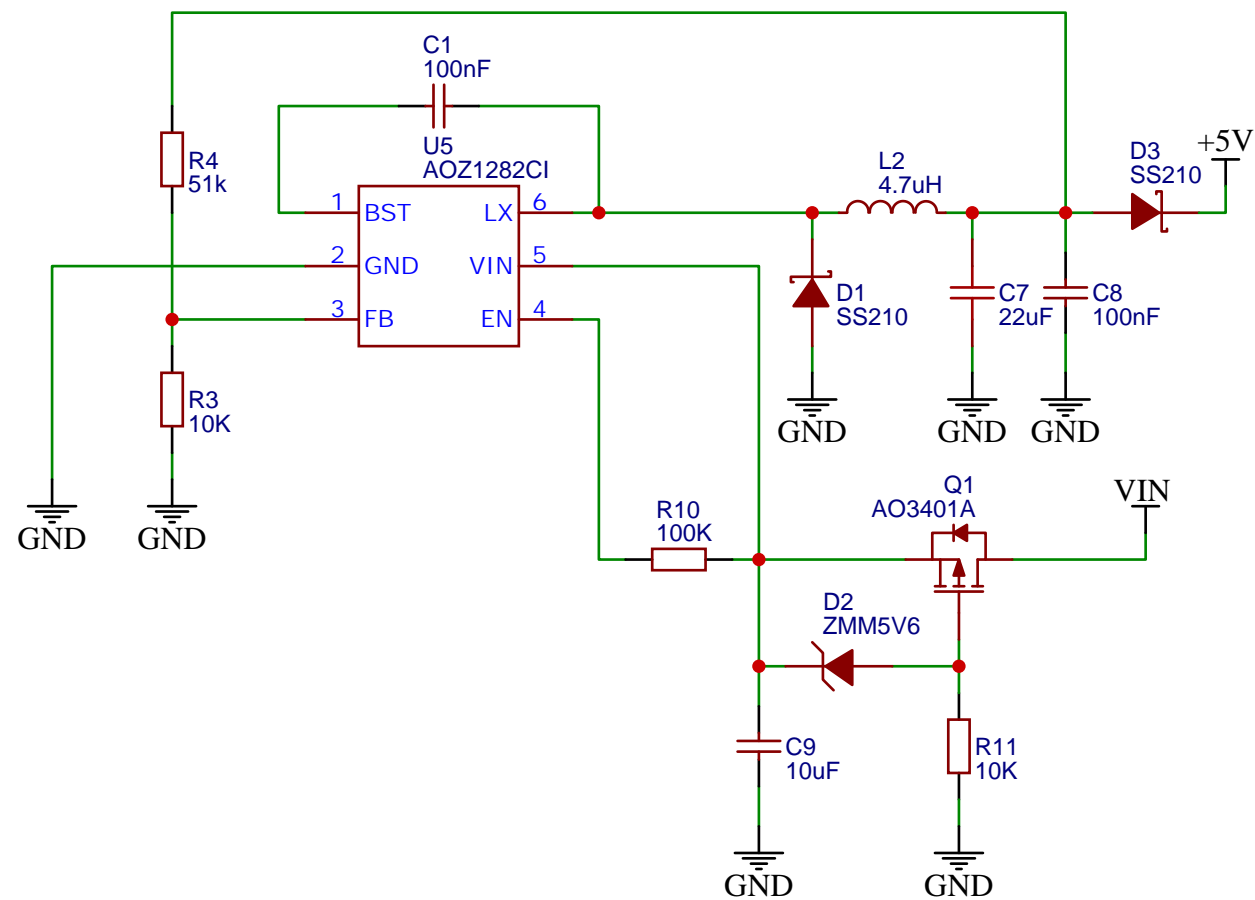 C1
100nF
U5
AOZ1282CI
R4
51k
1 BST LX 6
2 GND VIN 5
3 FB EN 4
L2
4.7uH
D3
SS210
+5V
D1
SS210
C7
22uF
C8
100nF
R3
10K
GND
GND
GND
GND
GND
R10
100K
Q1
AO3401A
VIN
D2
ZMM5V6
C9
10uF
R11
10K
GND
GND